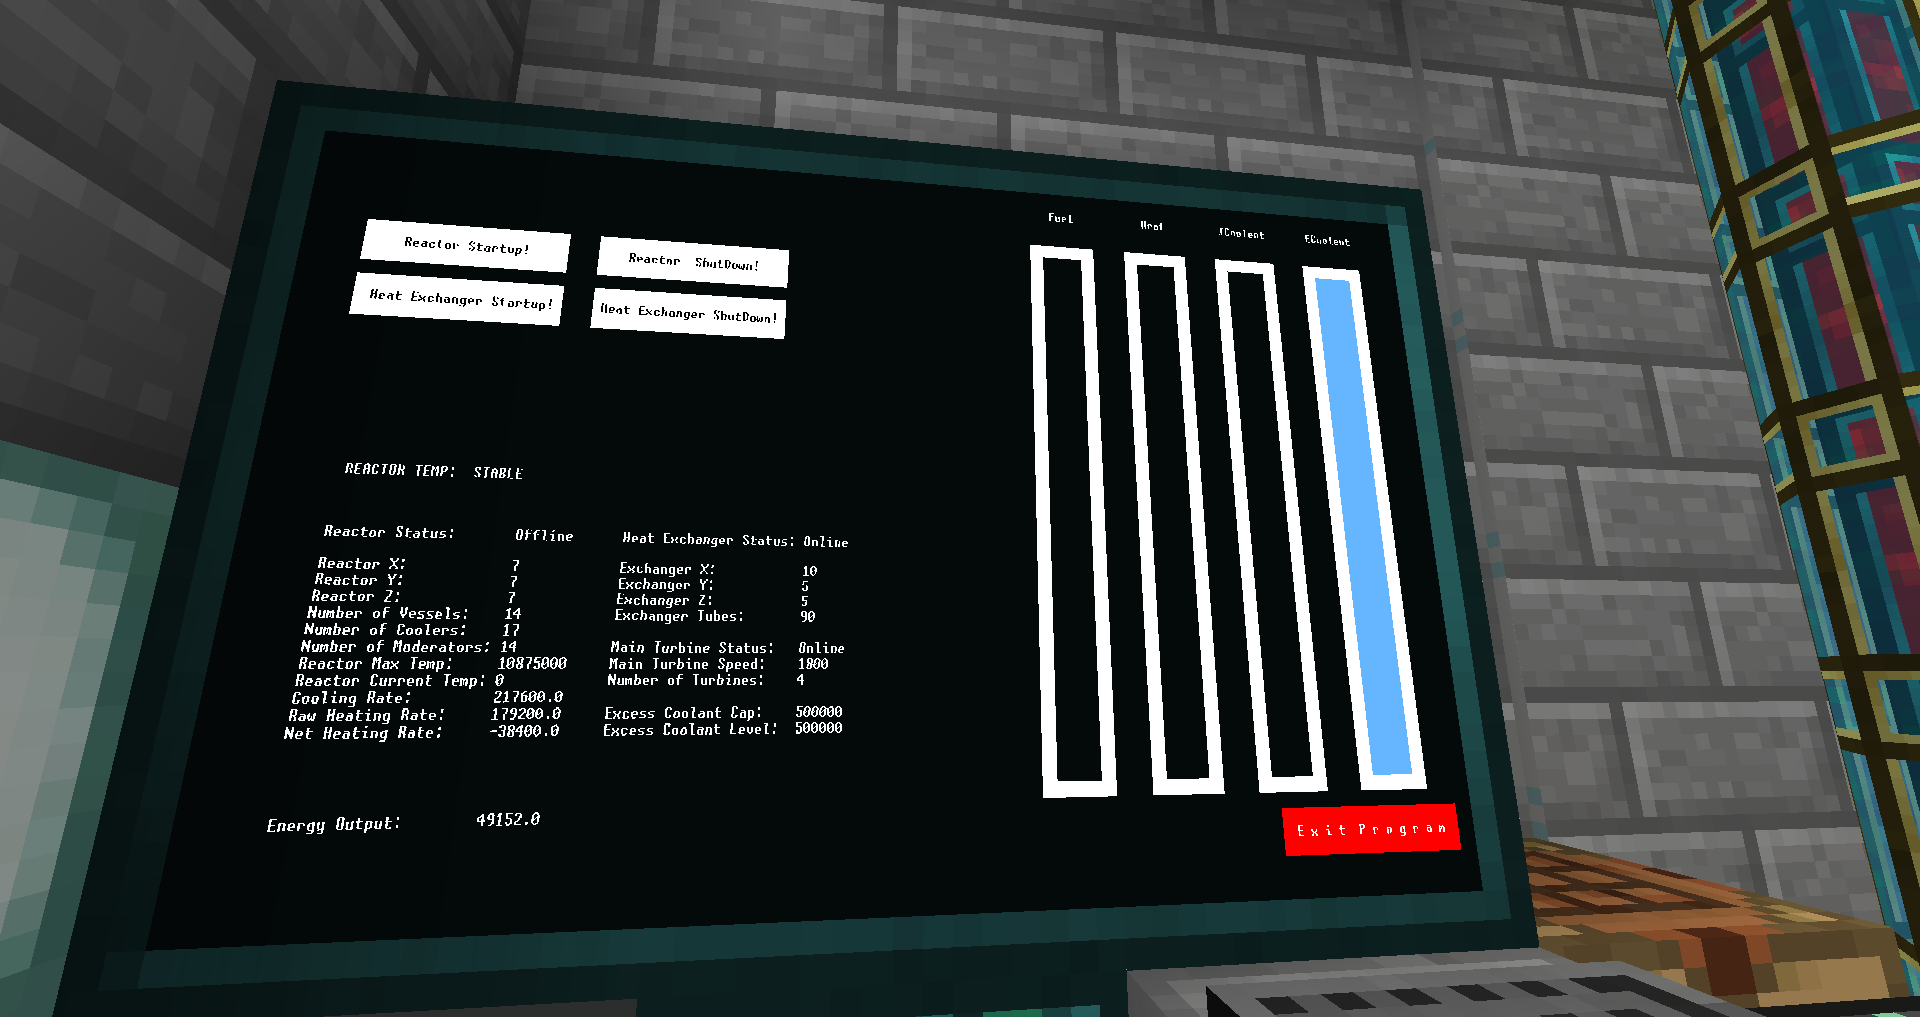 Reactor Startup!
Reactor ShutDown!
Heat Exchanger Startup!
Heat Exchanger ShutDown!
Fuel
ECoolent
REACTOR TEMP: STABLE
Reactor Status: Offline
Reactor X: 7
Reactor Y: 7
Reactor Z: 7
Number of Vessels: 14
Number of Coolers: 17
Number of Moderators: 14
Reactor Max Temp: 10875000
Reactor Current Temp: 0
Cooling Rate: 217600.0
Raw Heating Rate: 179200.0
Net Heating Rate: -38400.0
Heat Exchanger Status: Online
Exchanger X: 10
Exchanger Y: 5
Exchanger Z: 5
Exchanger Tubes: 90
Main Turbine Status: Online
Main Turbine Speed: 1800
Number of Turbines: 4
Excess Coolant Cap: 500000
Excess Coolant Level: 500000
Energy Output: 49152.0
Exit Program